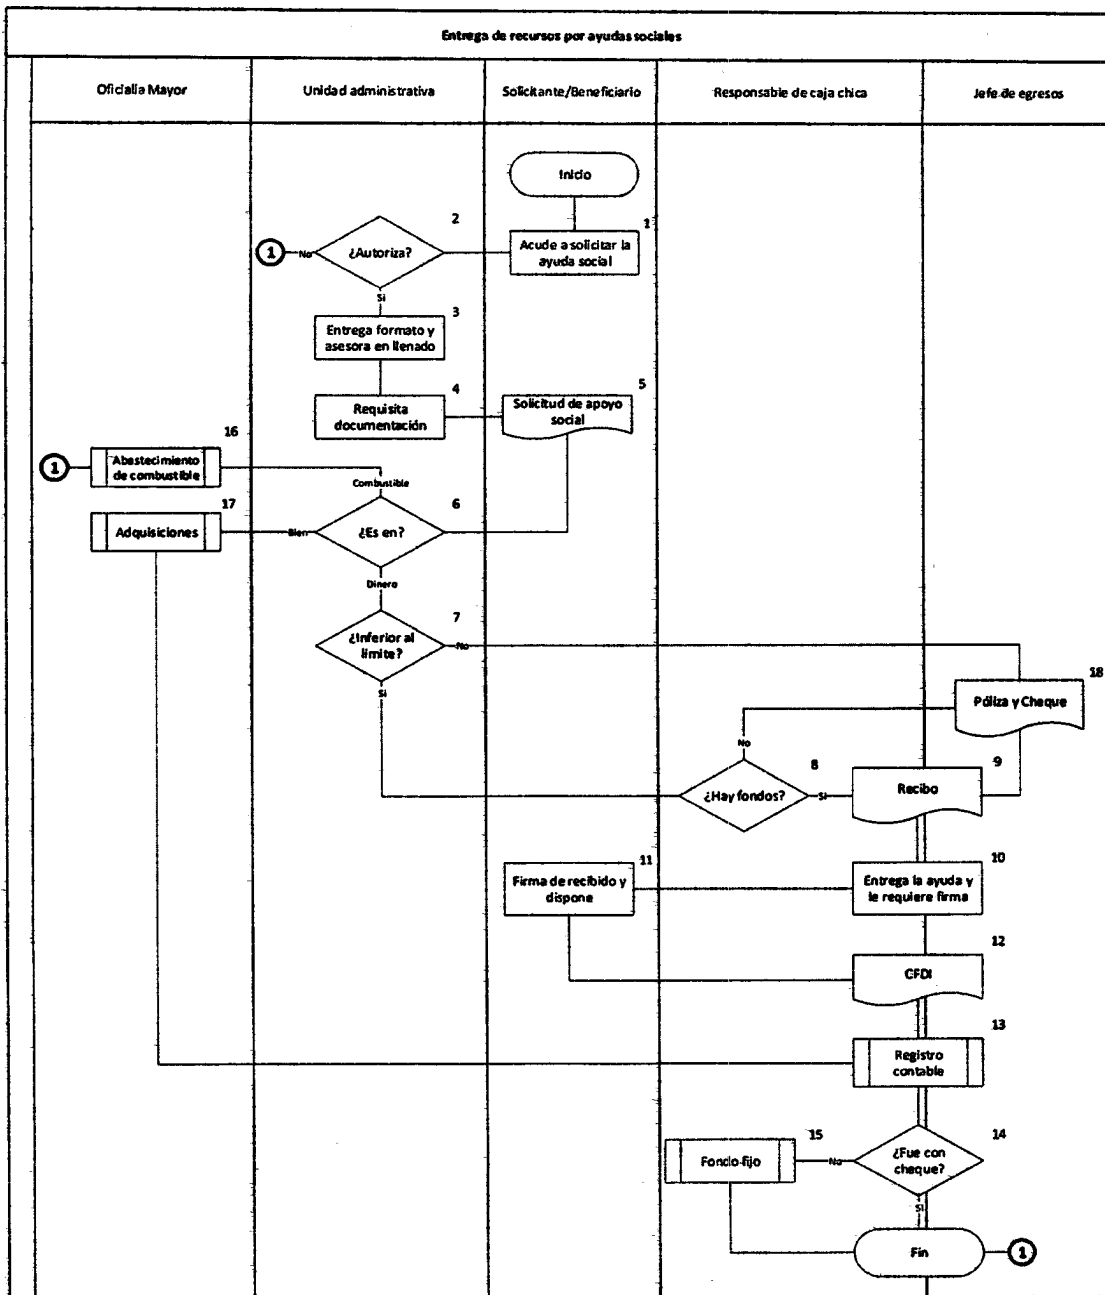 Entrega de recursos por ayudas sociales
Oficialía Mayor
Unidad administrativa
Solicitante/Beneficiario
Responsable de caja chica
Jefe de egresos
Inicio
1
Acude a solicitar la
ayuda social
2
¿Autoriza?
No
1
Si
3
Entrega formato y
asesora en llenado
4
Requisita
documentación
5
Solicitud de apoyo
social
16
1
Abastecimiento
de combustible
Combustible
17
Adquisiciones
Bien
6
¿Es en?
Dinero
7
¿Inferior al
límite?
No
Si
18
Póliza y Cheque
No
8
¿Hay fondos?
Si
9
Recibo
11
Firma de recibido y
dispone
10
Entrega la ayuda y
le requiere firma
12
CFDI
13
Registro
contable
15
Fondo fijo
No
14
¿Fue con
cheque?
Si
Fin
1